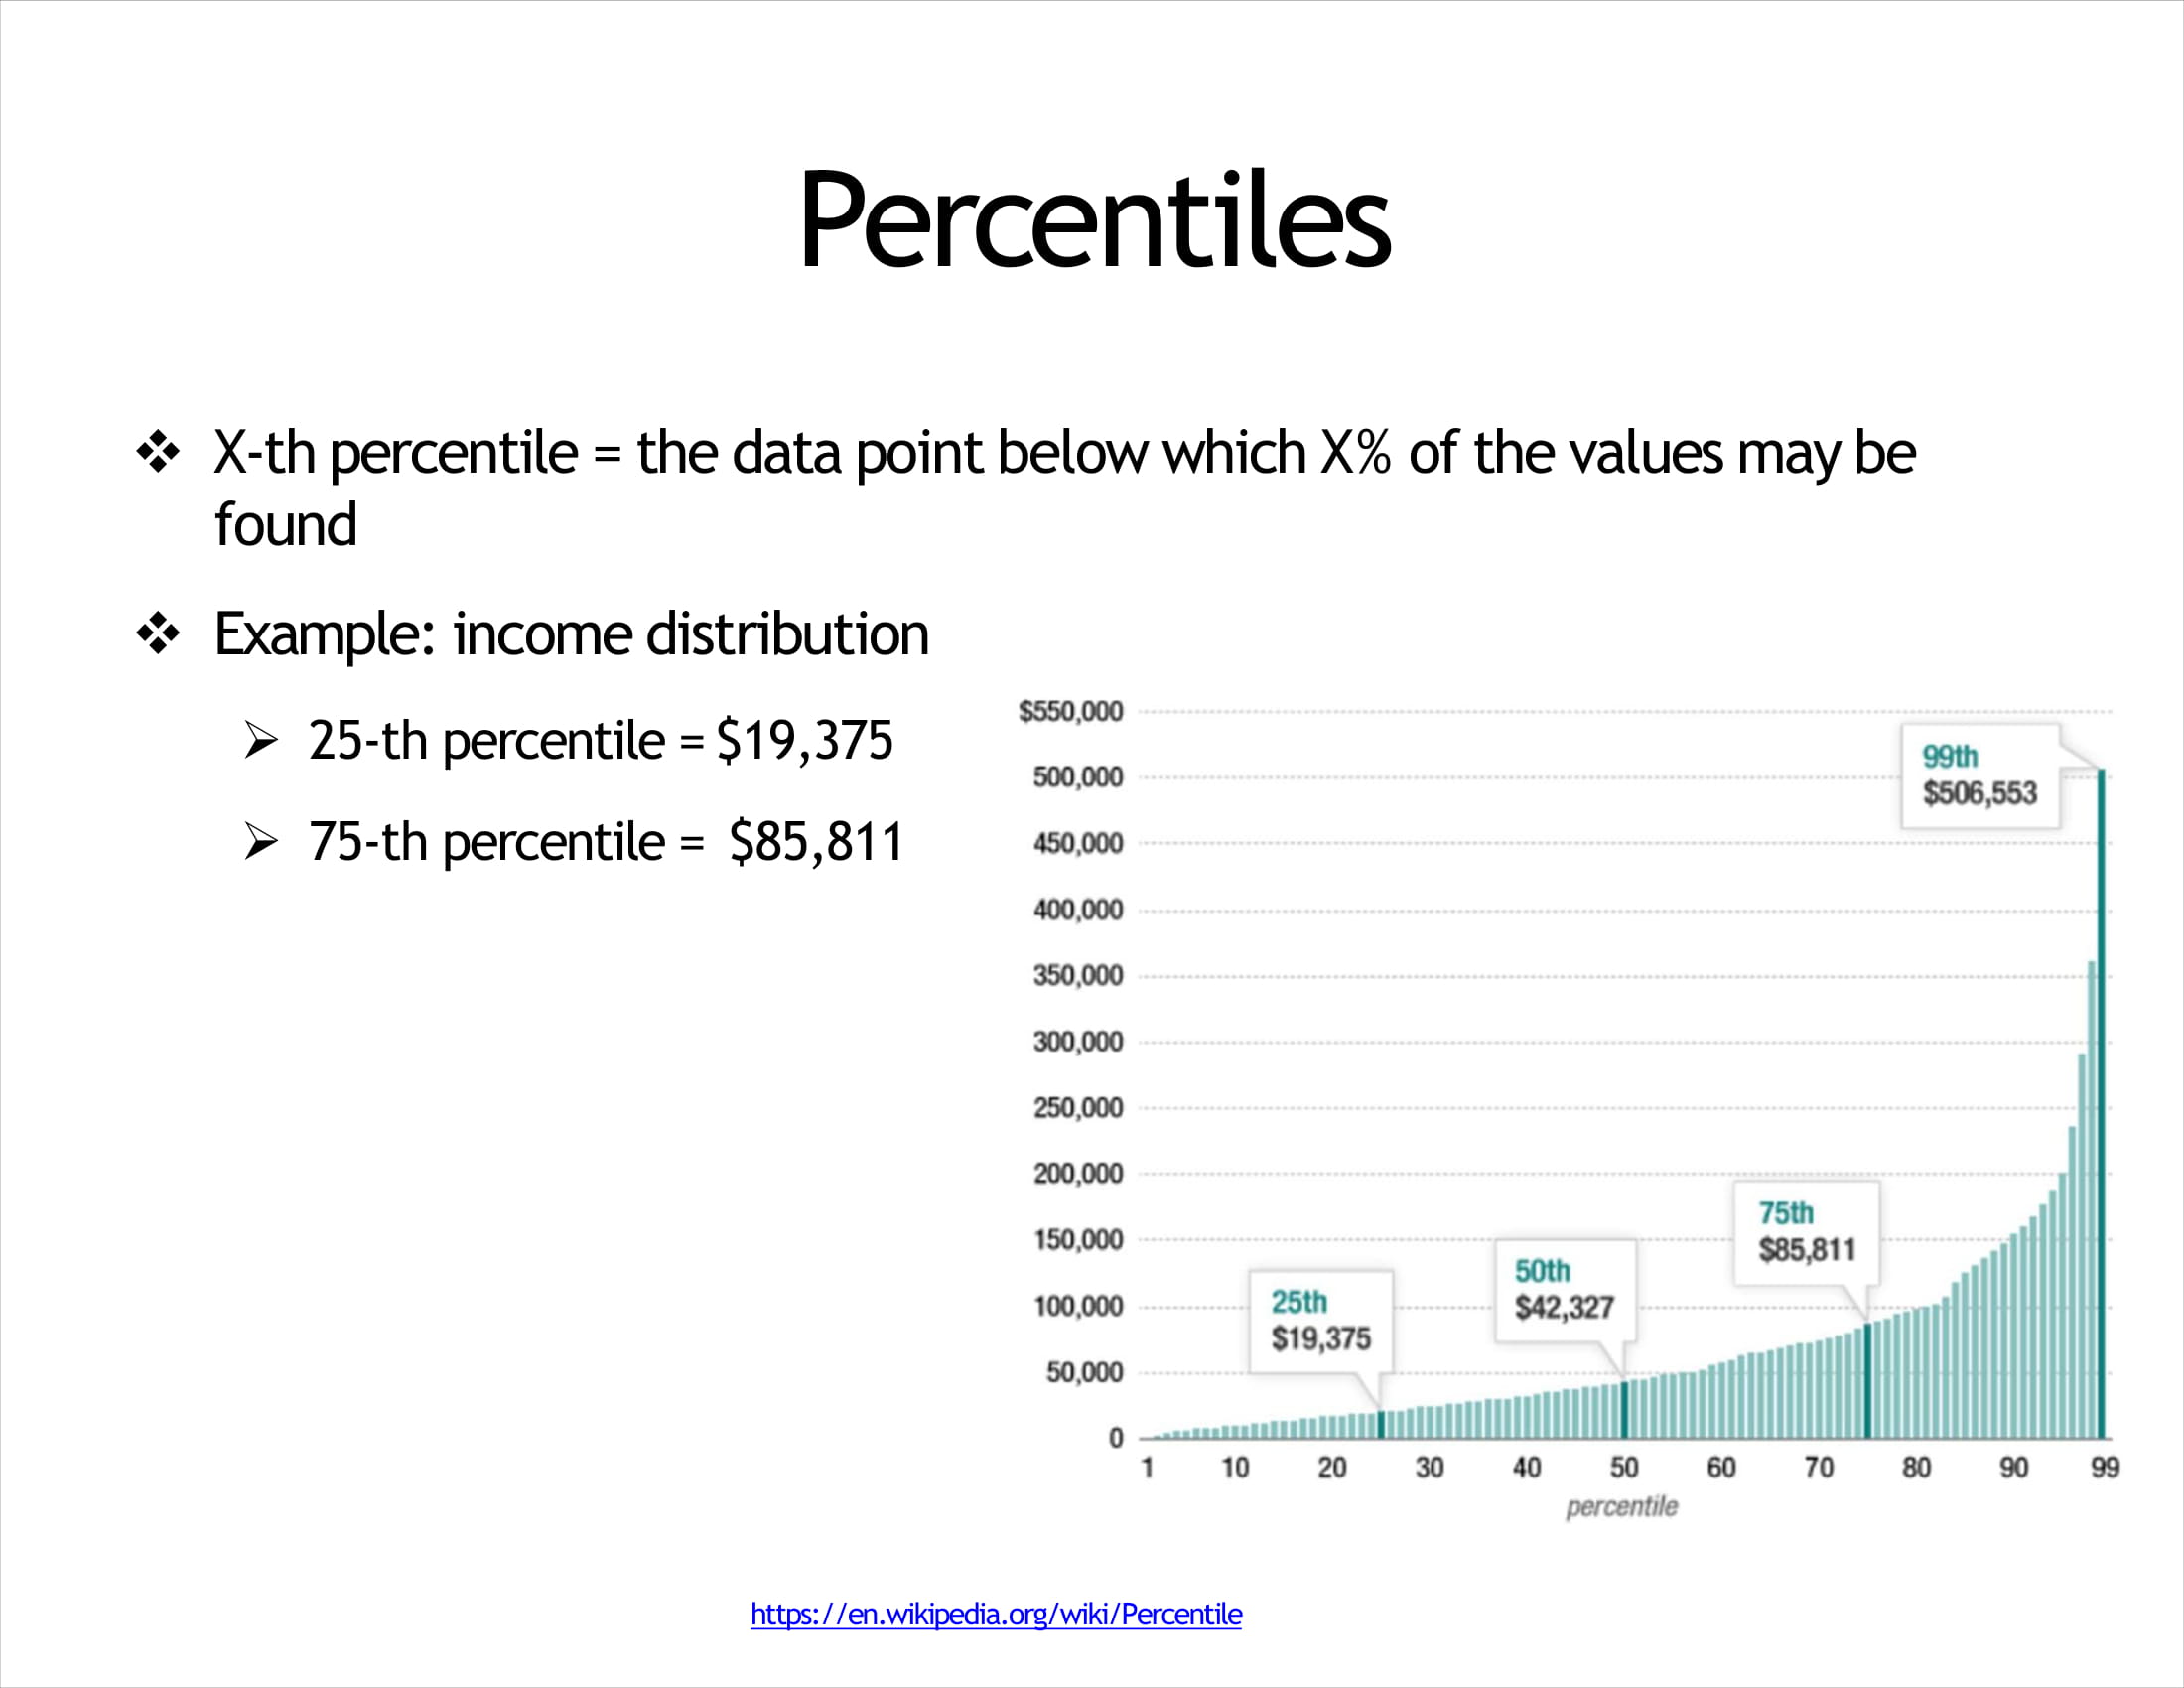 Percentiles
❖ X-th percentile = the data point below which X% of the values may be
found
❖ Example: income distribution
➢ 25-th percentile = $19,375
➢ 75-th percentile = $85,811
$550,000
500,000
450,000
400,000
350,000
300,000
250,000
200,000
150,000
100,000
50,000
0
99th
$506,553
75th
$85,811
50th
$42,327
25th
$19,375
1 10 20 30 40 50 60 70 80 90 99
percentile
https://en.wikipedia.org/wiki/Percentile